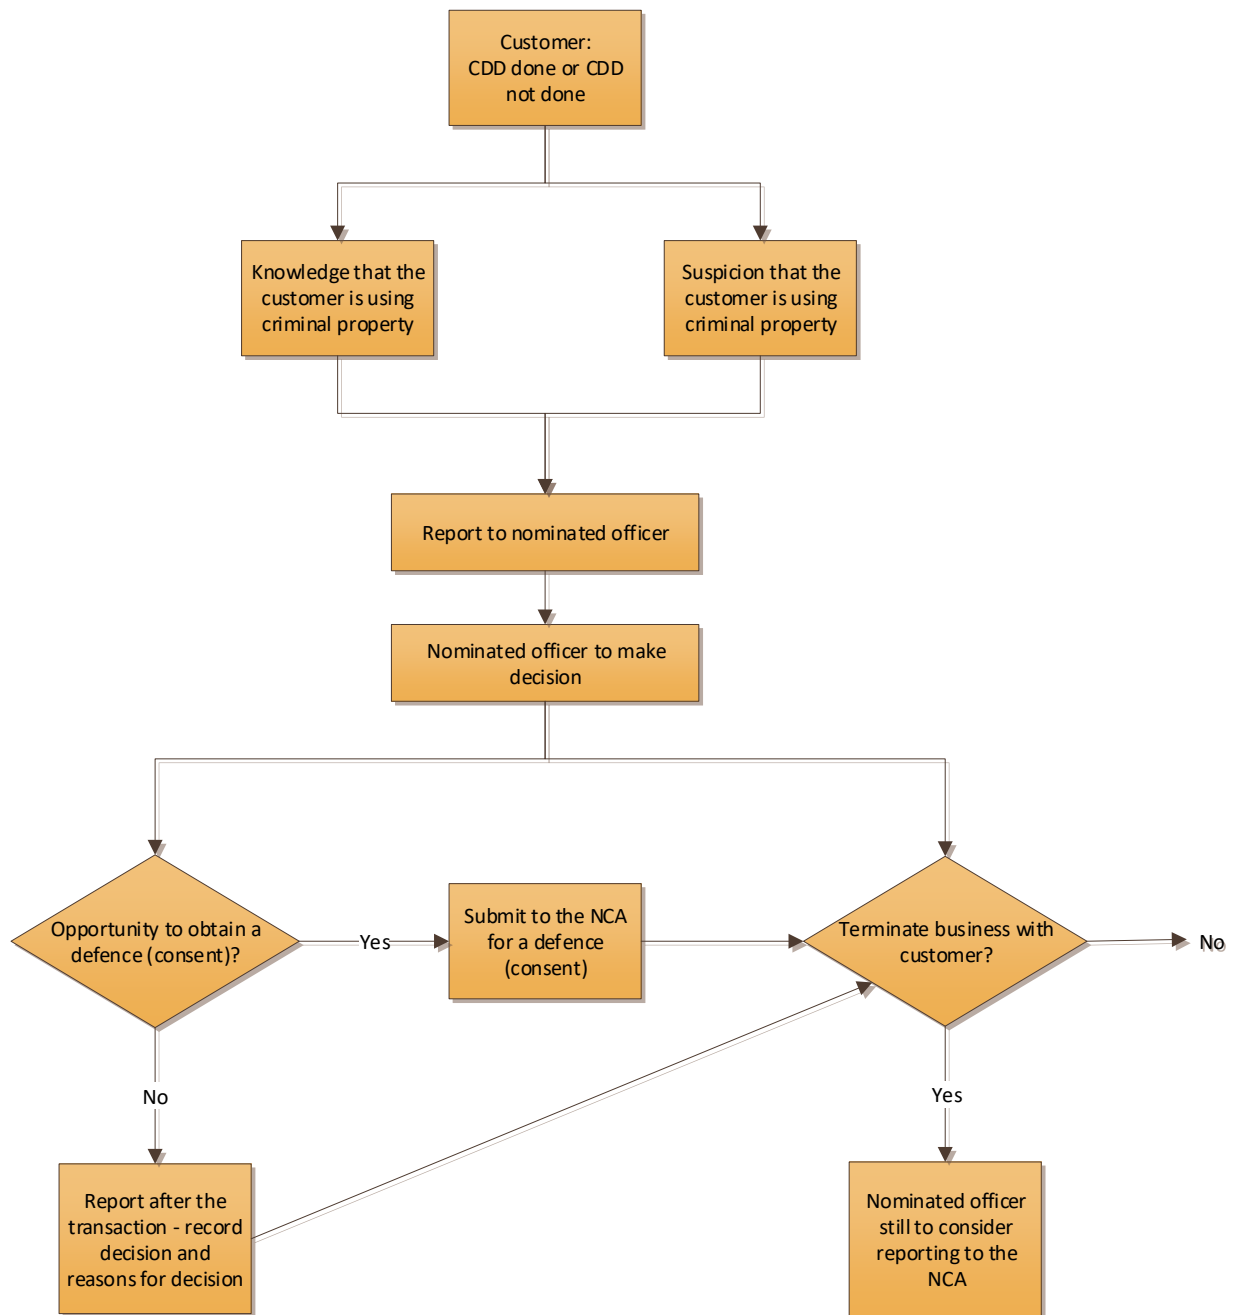 Customer:
CDD done or CDD
not done
Knowledge that the
customer is using
criminal property
Suspicion that the
customer is using
criminal property
Report to nominated officer
Nominated officer to make
decision
Opportunity to obtain a
defence (consent)?
Yes
Submit to the NCA
for a defence
(consent)
Terminate business with
customer?
No
No
Yes
Report after the
transaction - record
decision and
reasons for decision
Nominated officer
still to consider
reporting to the
NCA